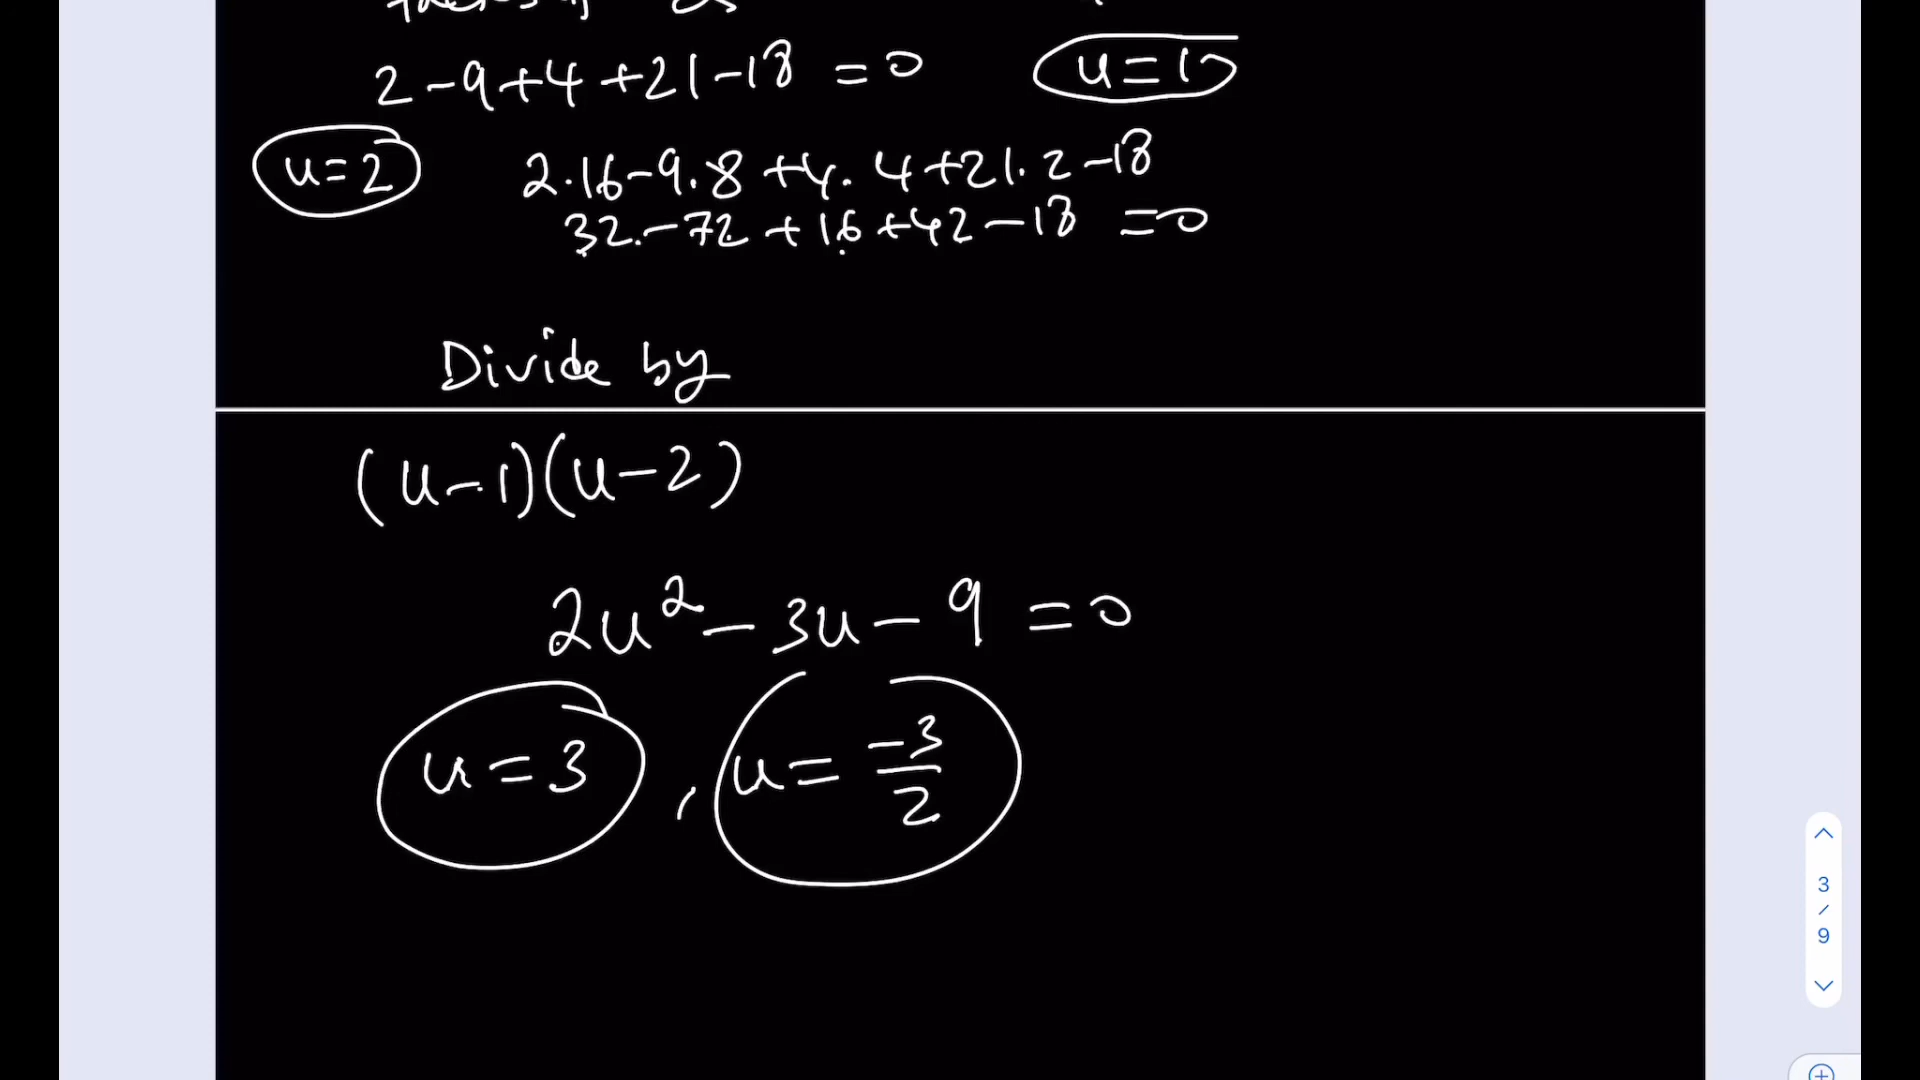 2 - 9 + 4 + 21 - 18 = 0 u = 1
u = 2 2·16 - 9·8 + 4·4 + 21·2 - 18
32 - 72 + 16 + 42 - 18 = 0
Divide by
(u - 1)(u - 2)
2u² - 3u - 9 = 0
u = 3 , u = -3/2
3
/
9